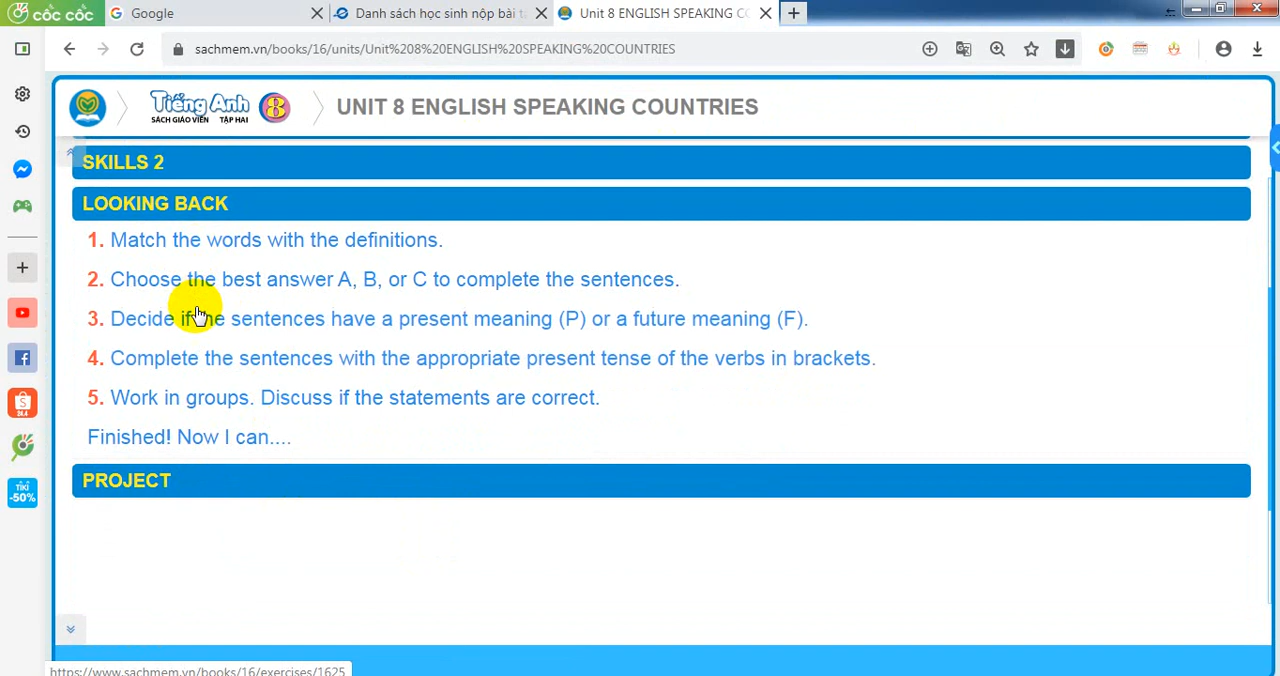 cốc cốc
Google
Danh sách học sinh nộp bài tậ
Unit 8 ENGLISH SPEAKING CO
sachmem.vn/books/16/units/Unit%208%20ENGLISH%20SPEAKING%20COUNTRIES
Tiếng Anh 8
SÁCH GIÁO VIÊN TẬP HAI
UNIT 8 ENGLISH SPEAKING COUNTRIES
SKILLS 2
LOOKING BACK
1. Match the words with the definitions.
2. Choose the best answer A, B, or C to complete the sentences.
3. Decide if the sentences have a present meaning (P) or a future meaning (F).
4. Complete the sentences with the appropriate present tense of the verbs in brackets.
5. Work in groups. Discuss if the statements are correct.
Finished! Now I can....
PROJECT
TIKI
-50%
https://www.sachmem.vn/books/16/exercises/1625